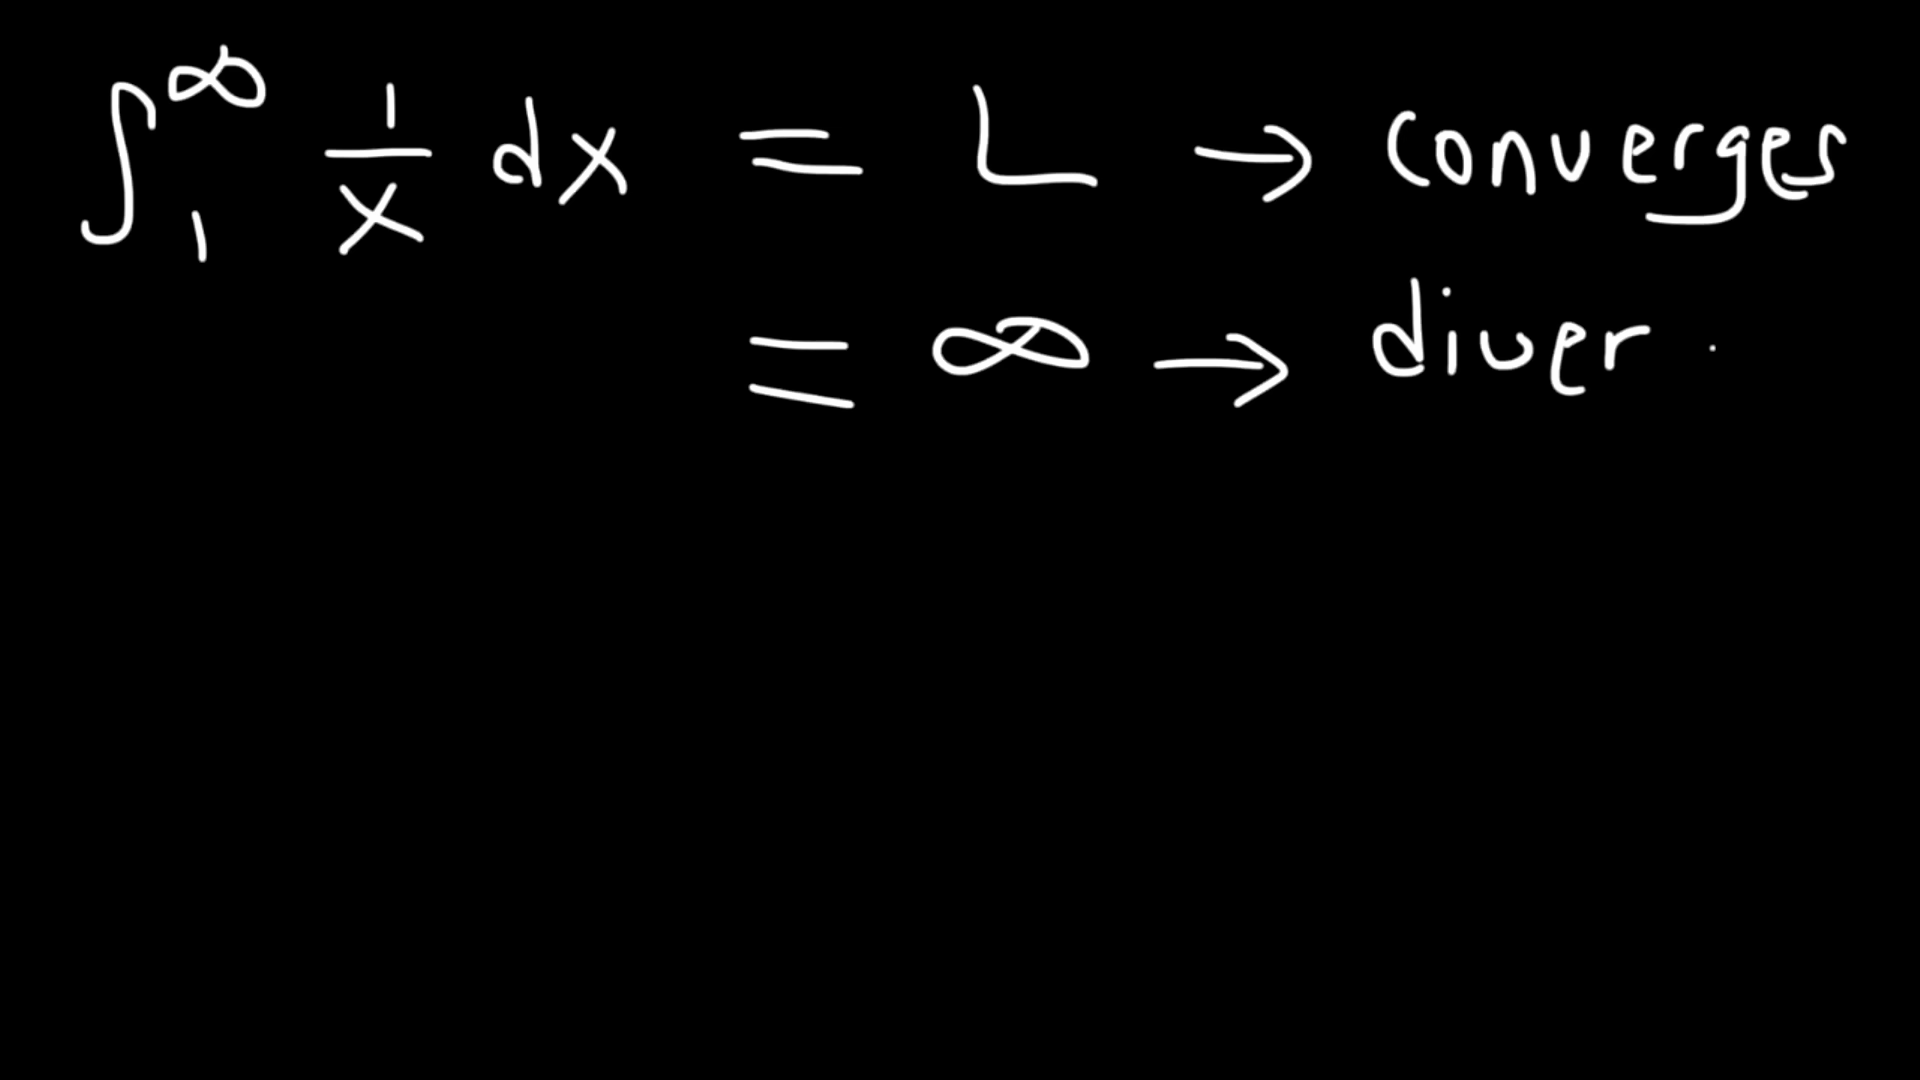 ∫₁^∞ 1/x dx = L → converges
= ∞ → diver